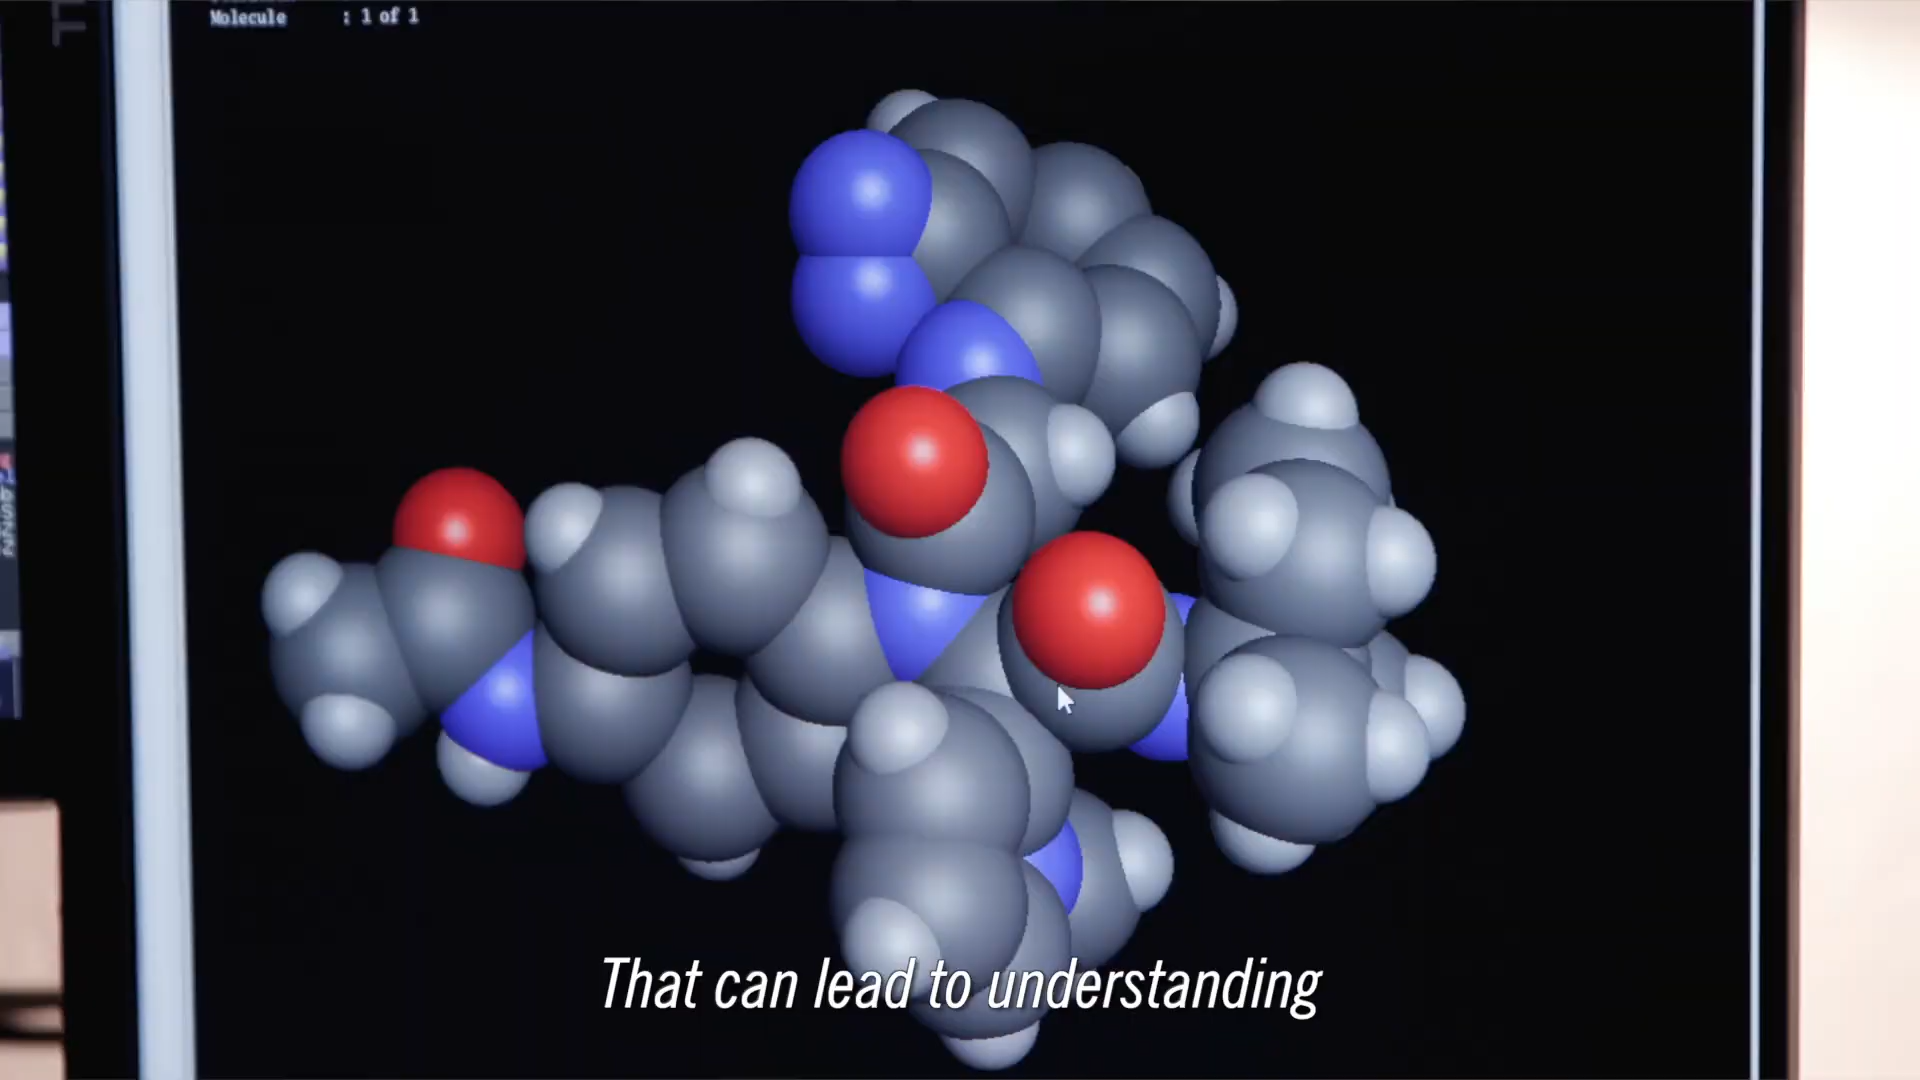 Molecule : 1 of 1
That can lead to understanding